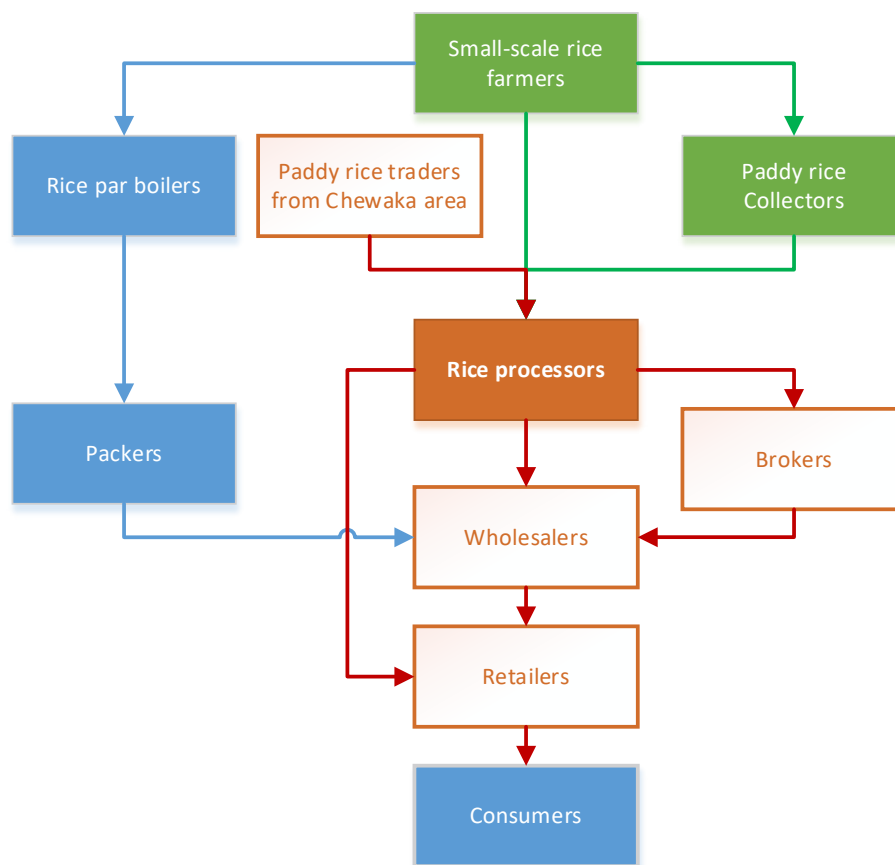 Small-scale rice
farmers
Rice par boilers
Paddy rice traders
from Chewaka area
Paddy rice
Collectors
Rice processors
Packers
Brokers
Wholesalers
Retailers
Consumers